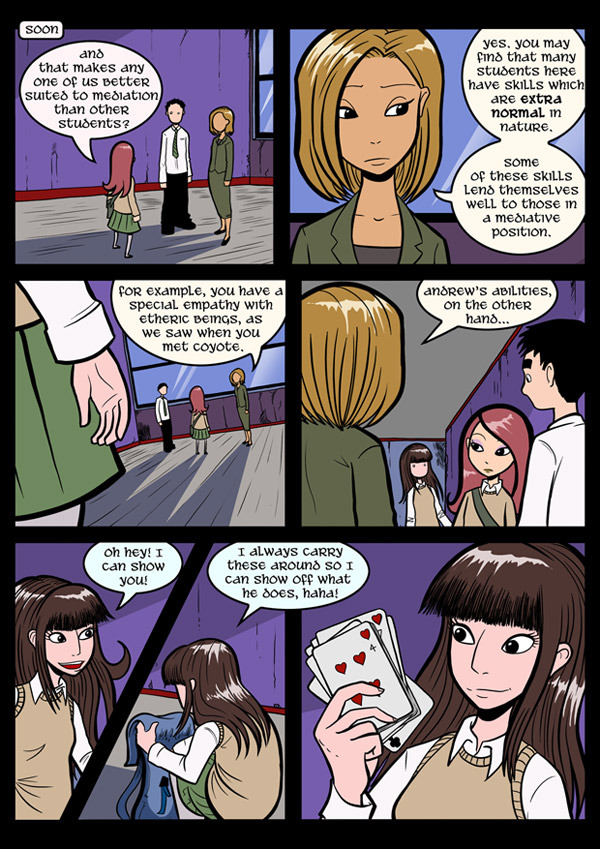 SOON
AND
THAT MAKES ANY
ONE OF US BETTER
SUITED TO MEDIATION
THAN OTHER
STUDENTS?
YES. YOU MAY
FIND THAT MANY
STUDENTS HERE
HAVE SKILLS WHICH
ARE EXTRA
NORMAL IN
NATURE.
SOME
OF THESE SKILLS
LEND THEMSELVES
WELL TO THOSE IN
A MEDIATIVE
POSITION.
FOR EXAMPLE, YOU HAVE A
SPECIAL EMPATHY WITH
ETHERIC BEINGS, AS
WE SAW WHEN YOU
MET COYOTE.
ANDREW'S ABILITIES,
ON THE OTHER
HAND...
OH HEY! I
CAN SHOW
YOU!
I ALWAYS CARRY
THESE AROUND SO I
CAN SHOW OFF WHAT
HE DOES, HAHA!